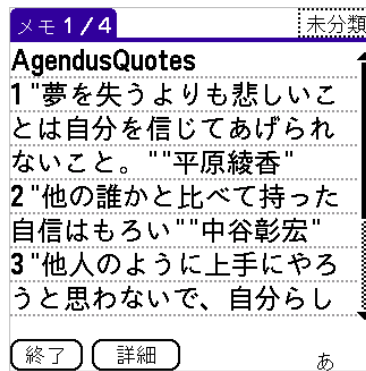 メモ 1/4
未分類
AgendusQuotes
1 "夢を失うよりも悲しいこ
とは自分を信じてあげられ
ないこと。""平原綾香"
2 "他の誰かと比べて持った
自信はもろい""中谷彰宏"
3 "他人のように上手にやろ
うと思わないで、自分らし
終了
詳細
あ